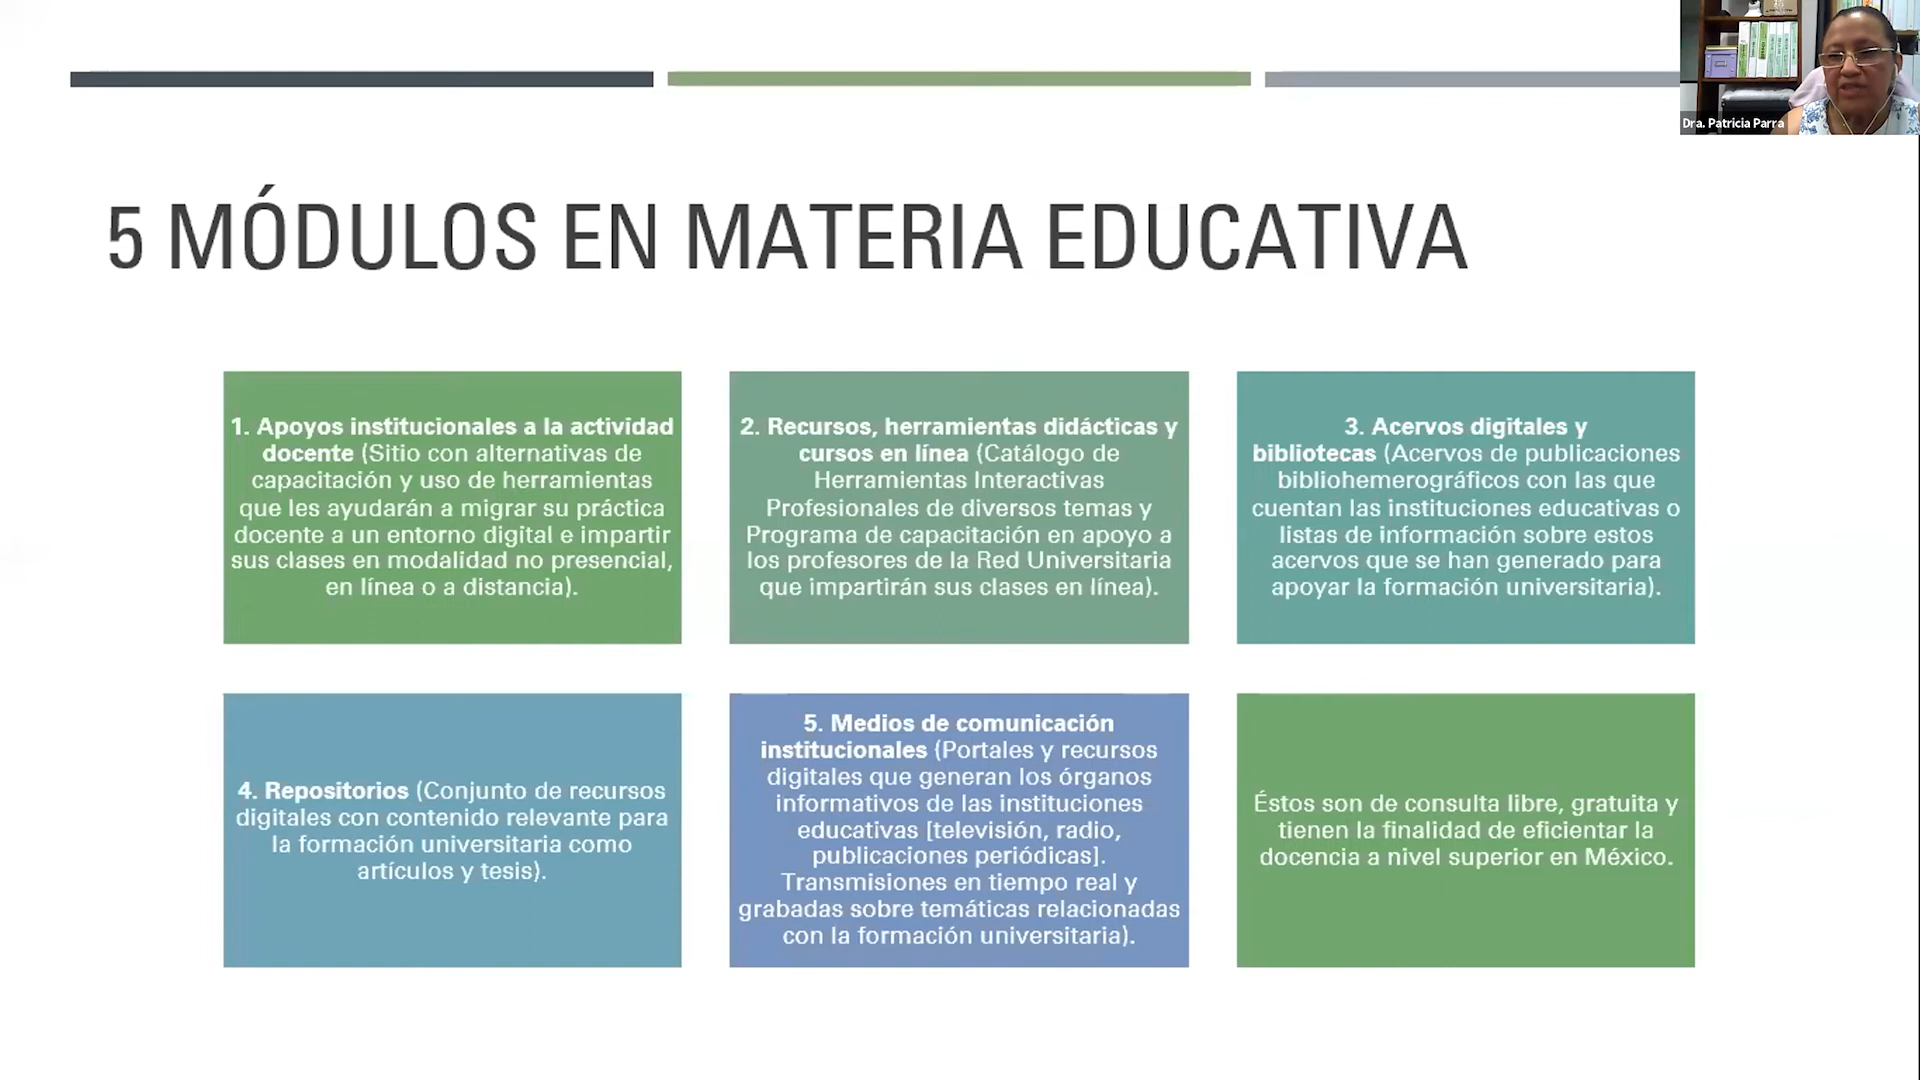 Dra. Patricia Parra
5 MÓDULOS EN MATERIA EDUCATIVA
1. Apoyos institucionales a la actividad
docente (Sitio con alternativas de
capacitación y uso de herramientas
que les ayudarán a migrar su práctica
docente a un entorno digital e impartir
sus clases en modalidad no presencial,
en línea o a distancia).
2. Recursos, herramientas didácticas y
cursos en línea (Catálogo de
Herramientas Interactivas
Profesionales de diversos temas y
Programa de capacitación en apoyo a
los profesores de la Red Universitaria
que impartirán sus clases en línea).
3. Acervos digitales y
bibliotecas (Acervos de publicaciones
bibliohemerográficos con las que
cuentan las instituciones educativas o
listas de información sobre estos
acervos que se han generado para
apoyar la formación universitaria).
4. Repositorios (Conjunto de recursos
digitales con contenido relevante para
la formación universitaria como
artículos y tesis).
5. Medios de comunicación
institucionales (Portales y recursos
digitales que generan los órganos
informativos de las instituciones
educativas [televisión, radio,
publicaciones periódicas].
Transmisiones en tiempo real y
grabadas sobre temáticas relacionadas
con la formación universitaria).
Éstos son de consulta libre, gratuita y
tienen la finalidad de eficientar la
docencia a nivel superior en México.